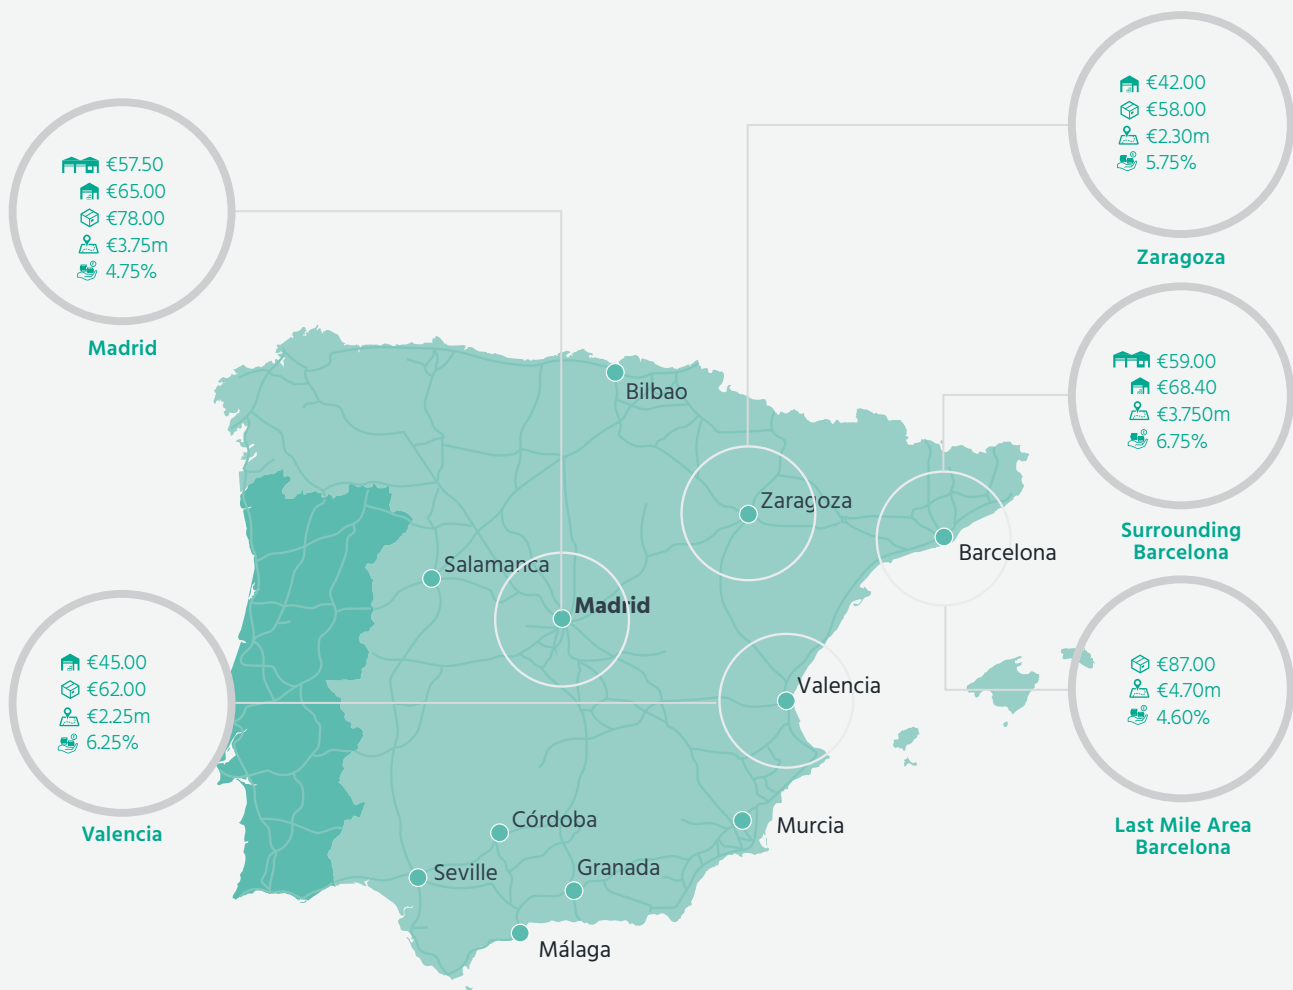 €42.00
€58.00
€2.30m
5.75%
Zaragoza
€57.50
€65.00
€78.00
€3.75m
4.75%
Madrid
€59.00
€68.40
€3.750m
6.75%
Surrounding
Barcelona
Bilbao
Zaragoza
Barcelona
Salamanca
Madrid
Valencia
€45.00
€62.00
€2.25m
6.25%
Valencia
€87.00
€4.70m
4.60%
Last Mile Area
Barcelona
Córdoba
Murcia
Seville
Granada
Málaga